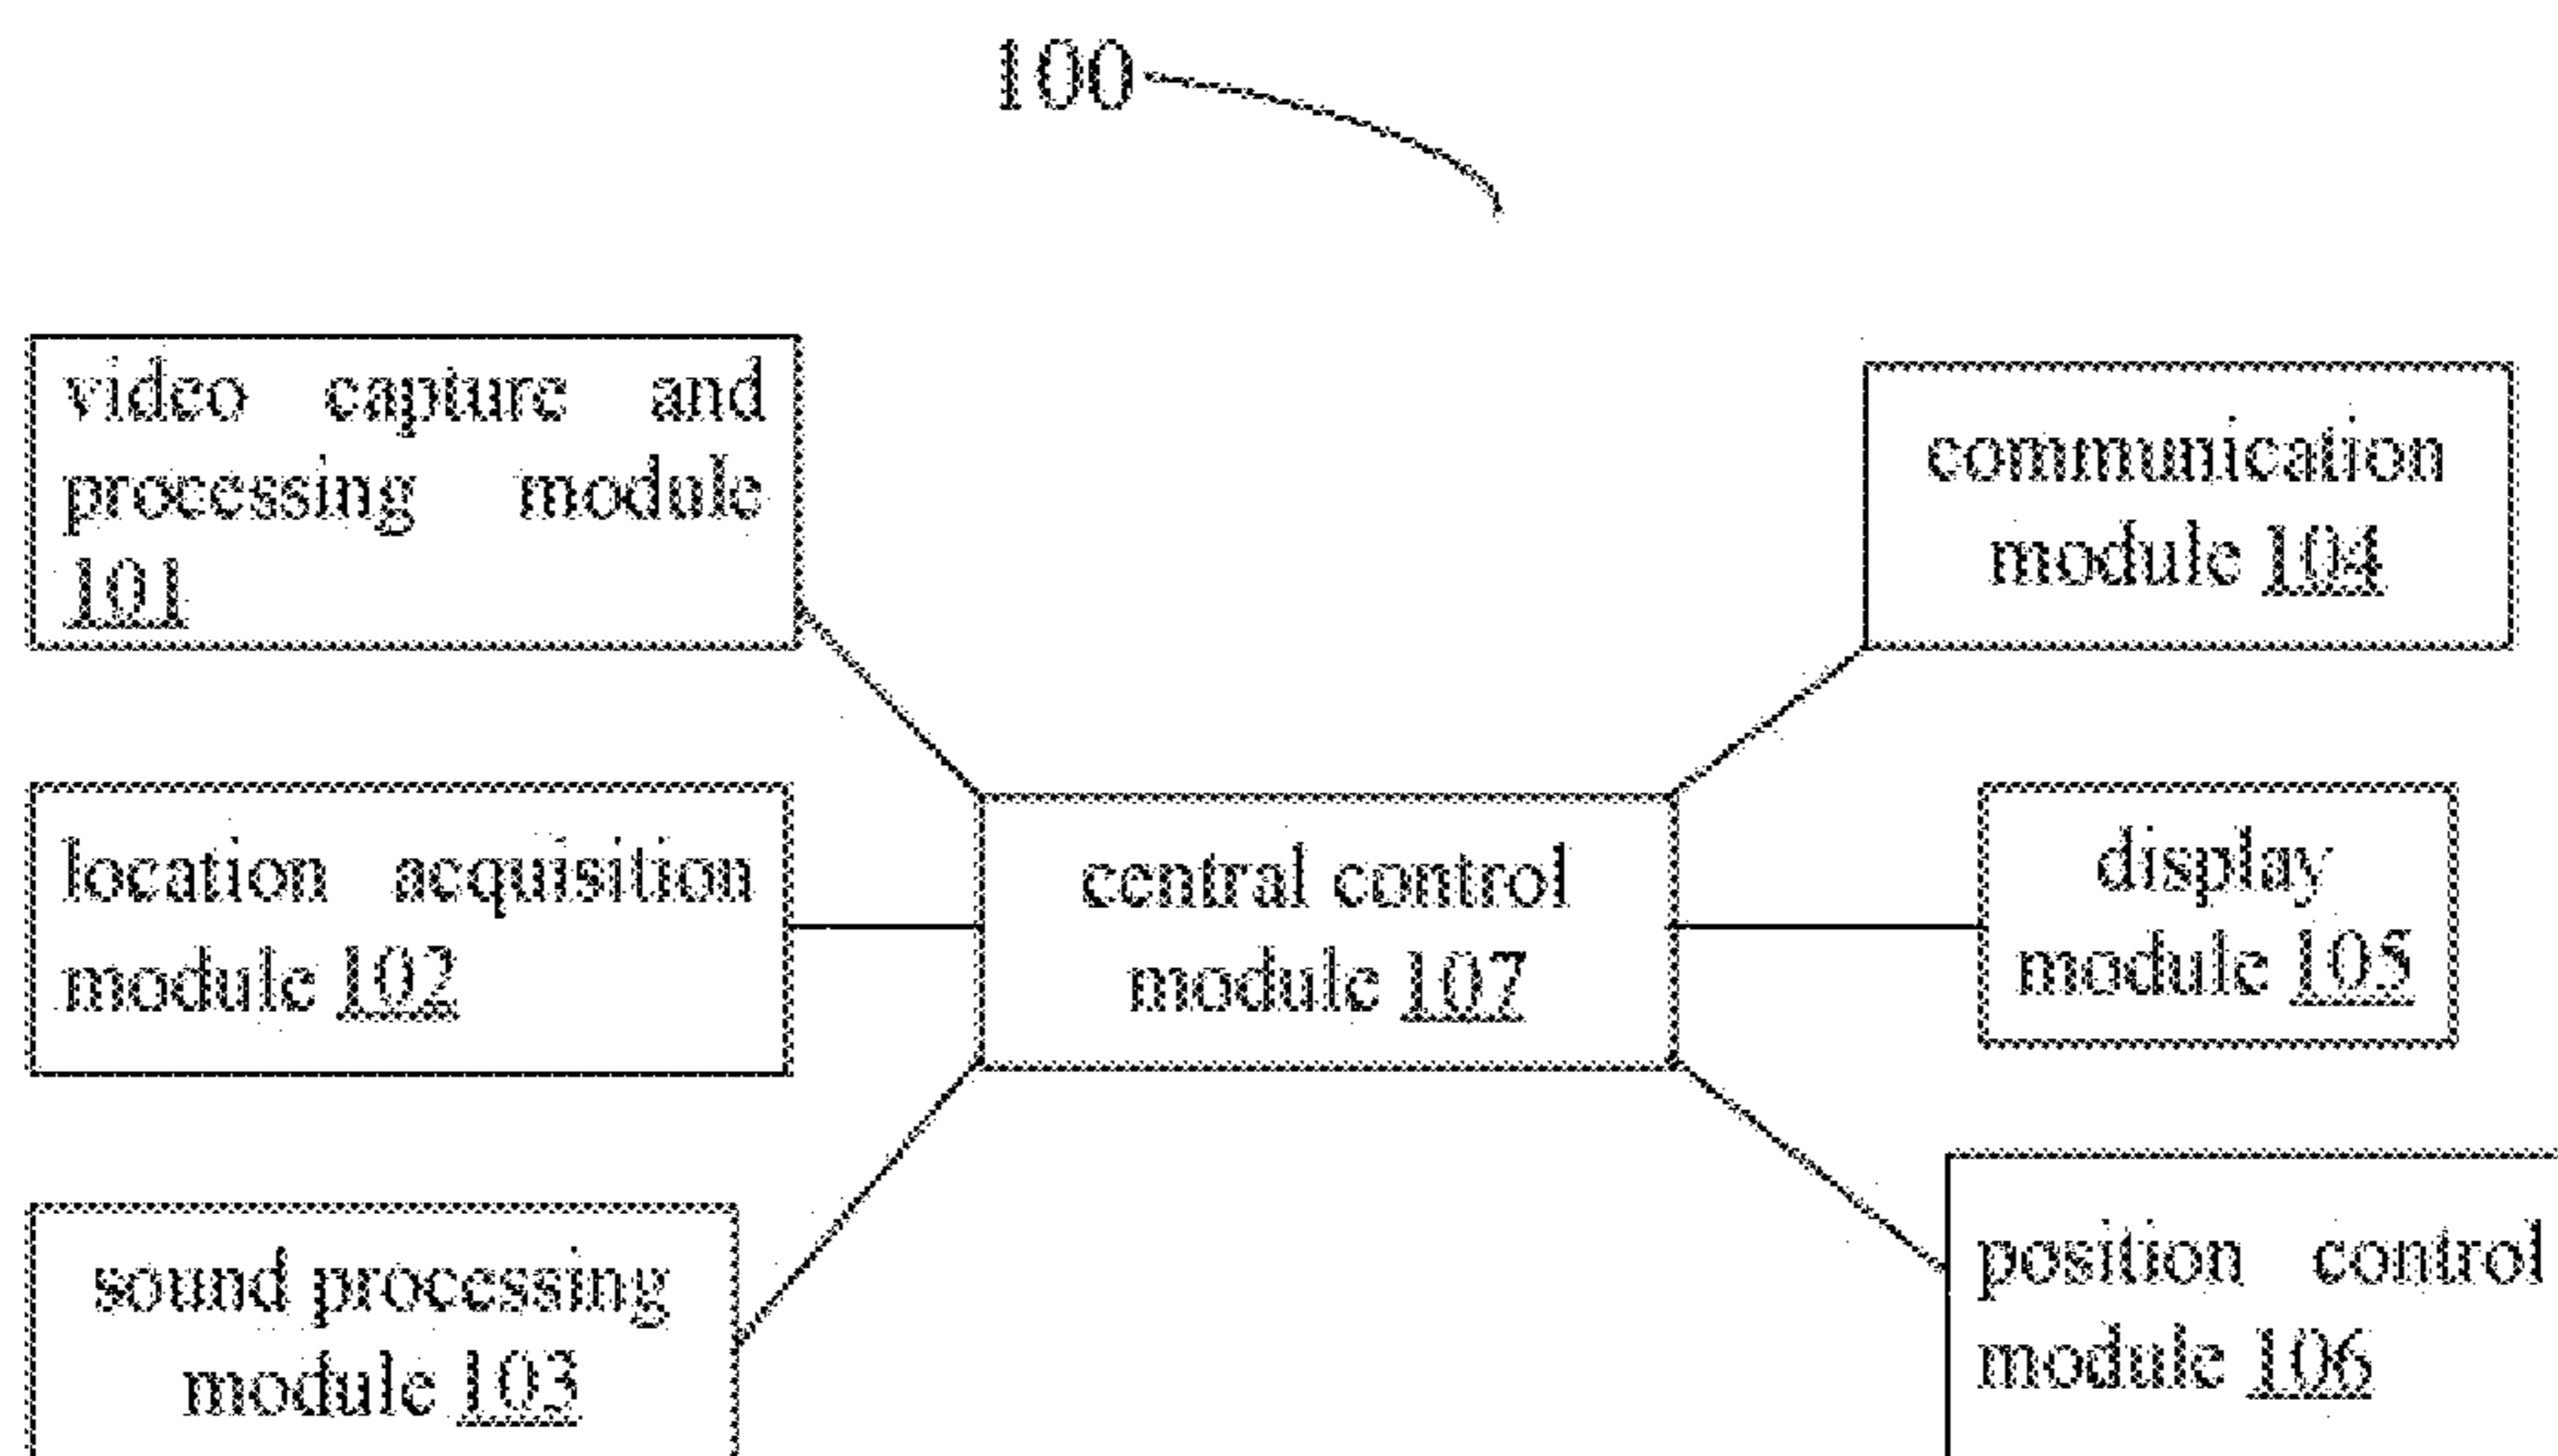 100
video capture and
processing module
101
communication
module 104
location acquisition
module 102
central control
module 107
display
module 105
sound processing
module 103
position control
module 106